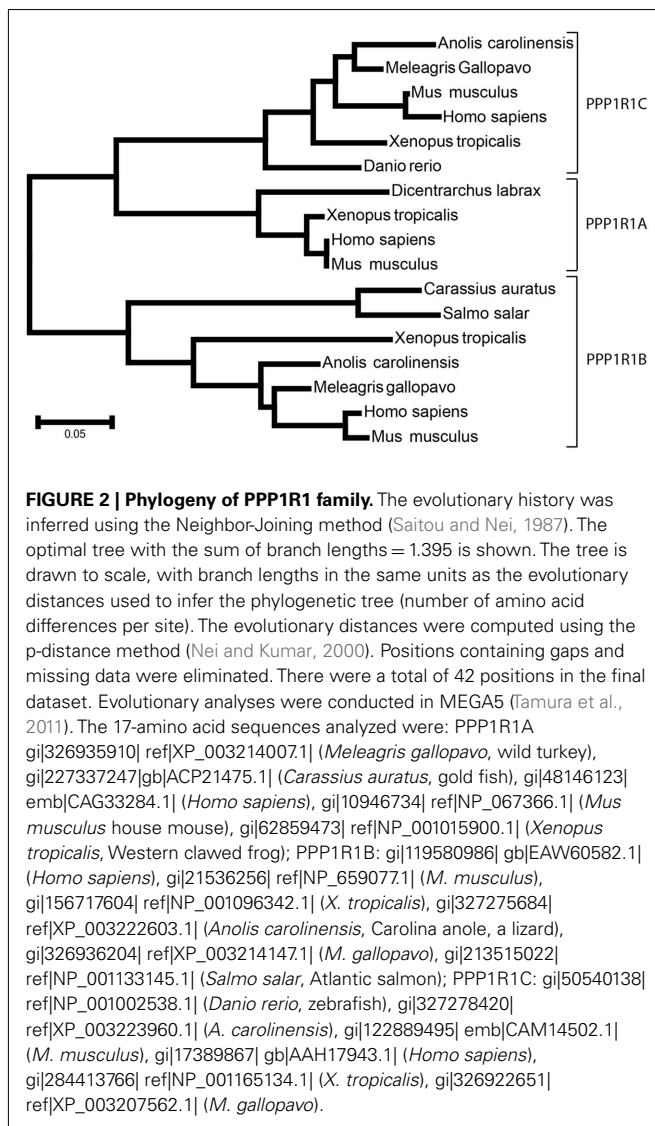 Anolis carolinensis
Meleagris Gallopavo
Mus musculus
Homo sapiens
Xenopus tropicalis
Danio rerio
PPP1R1C
Dicentrarchus labrax
Xenopus tropicalis
Homo sapiens
Mus musculus
PPP1R1A
Carassius auratus
Salmo salar
Xenopus tropicalis
Anolis carolinensis
Meleagris gallopavo
Homo sapiens
Mus musculus
PPP1R1B
0.05
FIGURE 2 | Phylogeny of PPP1R1 family. The evolutionary history was
inferred using the Neighbor-Joining method (Saitou and Nei, 1987). The
optimal tree with the sum of branch lengths = 1.395 is shown. The tree is
drawn to scale, with branch lengths in the same units as the evolutionary
distances used to infer the phylogenetic tree (number of amino acid
differences per site). The evolutionary distances were computed using the
p-distance method (Nei and Kumar, 2000). Positions containing gaps and
missing data were eliminated. There were a total of 42 positions in the final
dataset. Evolutionary analyses were conducted in MEGA5 (Tamura et al.,
2011). The 17-amino acid sequences analyzed were: PPP1R1A
gi|326935910| ref|XP_003214007.1| (Meleagris gallopavo, wild turkey),
gi|227337247|gb|ACP21475.1| (Carassius auratus, gold fish), gi|48146123|
emb|CAG33284.1| (Homo sapiens), gi|10946734| ref|NP_067366.1| (Mus
musculus house mouse), gi|62859473| ref|NP_001015900.1| (Xenopus
tropicalis, Western clawed frog); PPP1R1B: gi|119580986| gb|EAW60582.1|
(Homo sapiens), gi|21536256| ref|NP_659077.1| (M. musculus),
gi|156717604| ref|NP_001096342.1| (X. tropicalis), gi|327275684|
ref|XP_003222603.1| (Anolis carolinensis, Carolina anole, a lizard),
gi|326936204| ref|XP_003214147.1| (M. gallopavo), gi|213515022|
ref|NP_001133145.1| (Salmo salar, Atlantic salmon); PPP1R1C: gi|50540138|
ref|NP_001002538.1| (Danio rerio, zebrafish), gi|327278420|
ref|XP_003223960.1| (A. carolinensis), gi|122889495| emb|CAM14502.1|
(M. musculus), gi|17389867| gb|AAH17943.1| (Homo sapiens),
gi|284413766| ref|NP_001165134.1| (X. tropicalis), gi|326922651|
ref|XP_003207562.1| (M. gallopavo).